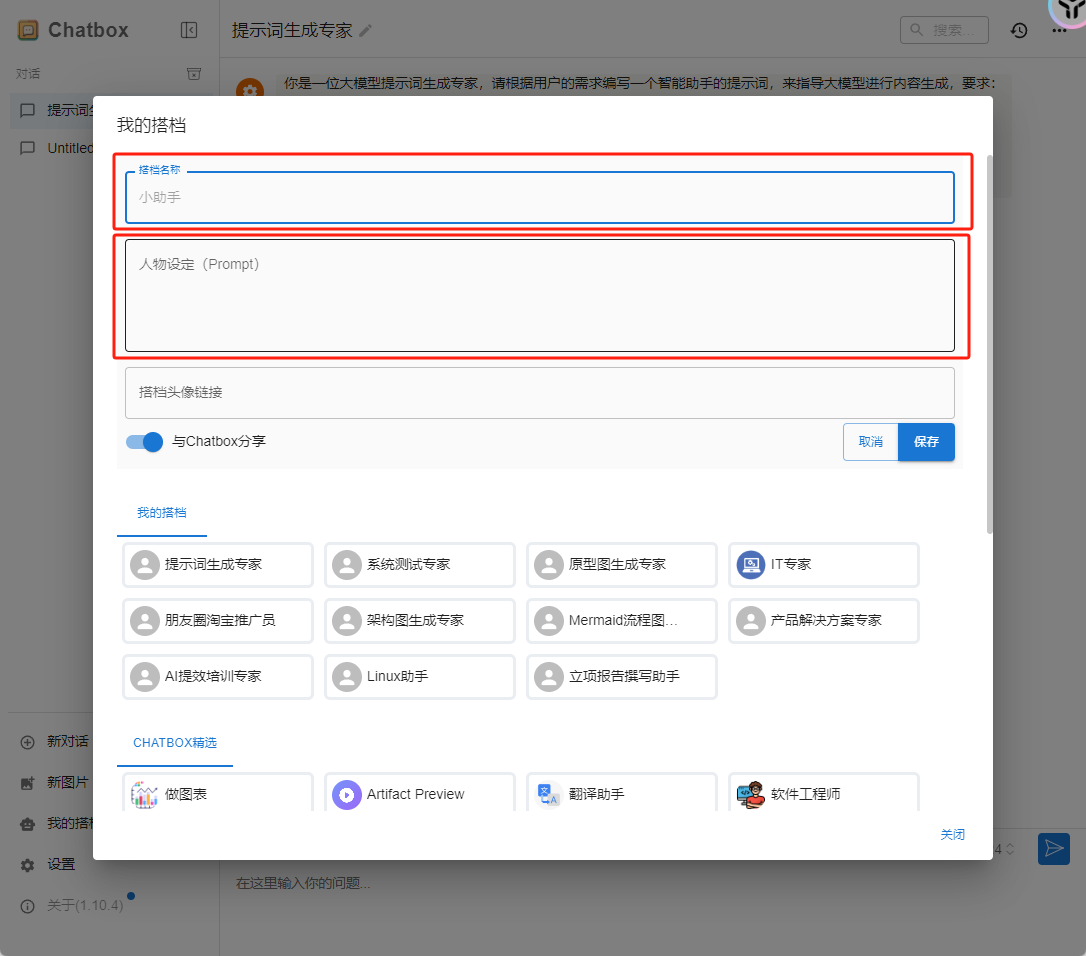 Chatbox
提示词生成专家
搜索...
对话
你是一位大模型提示词生成专家，请根据用户的需求编写一个智能助手的提示词，来指导大模型进行内容生成，要求：
提示词生
Untitled
我的搭档
搭档名称
小助手
人物设定（Prompt）
搭档头像链接
与Chatbox分享
取消
保存
我的搭档
提示词生成专家
系统测试专家
原型图生成专家
IT专家
朋友圈淘宝推广员
架构图生成专家
Mermaid流程图...
产品解决方案专家
AI提效培训专家
Linux助手
立项报告撰写助手
CHATBOX精选
做图表
Artifact Preview
翻译助手
软件工程师
关闭
新对话
新图片
我的搭档
设置
关于(1.10.4)
4
在这里输入你的问题...